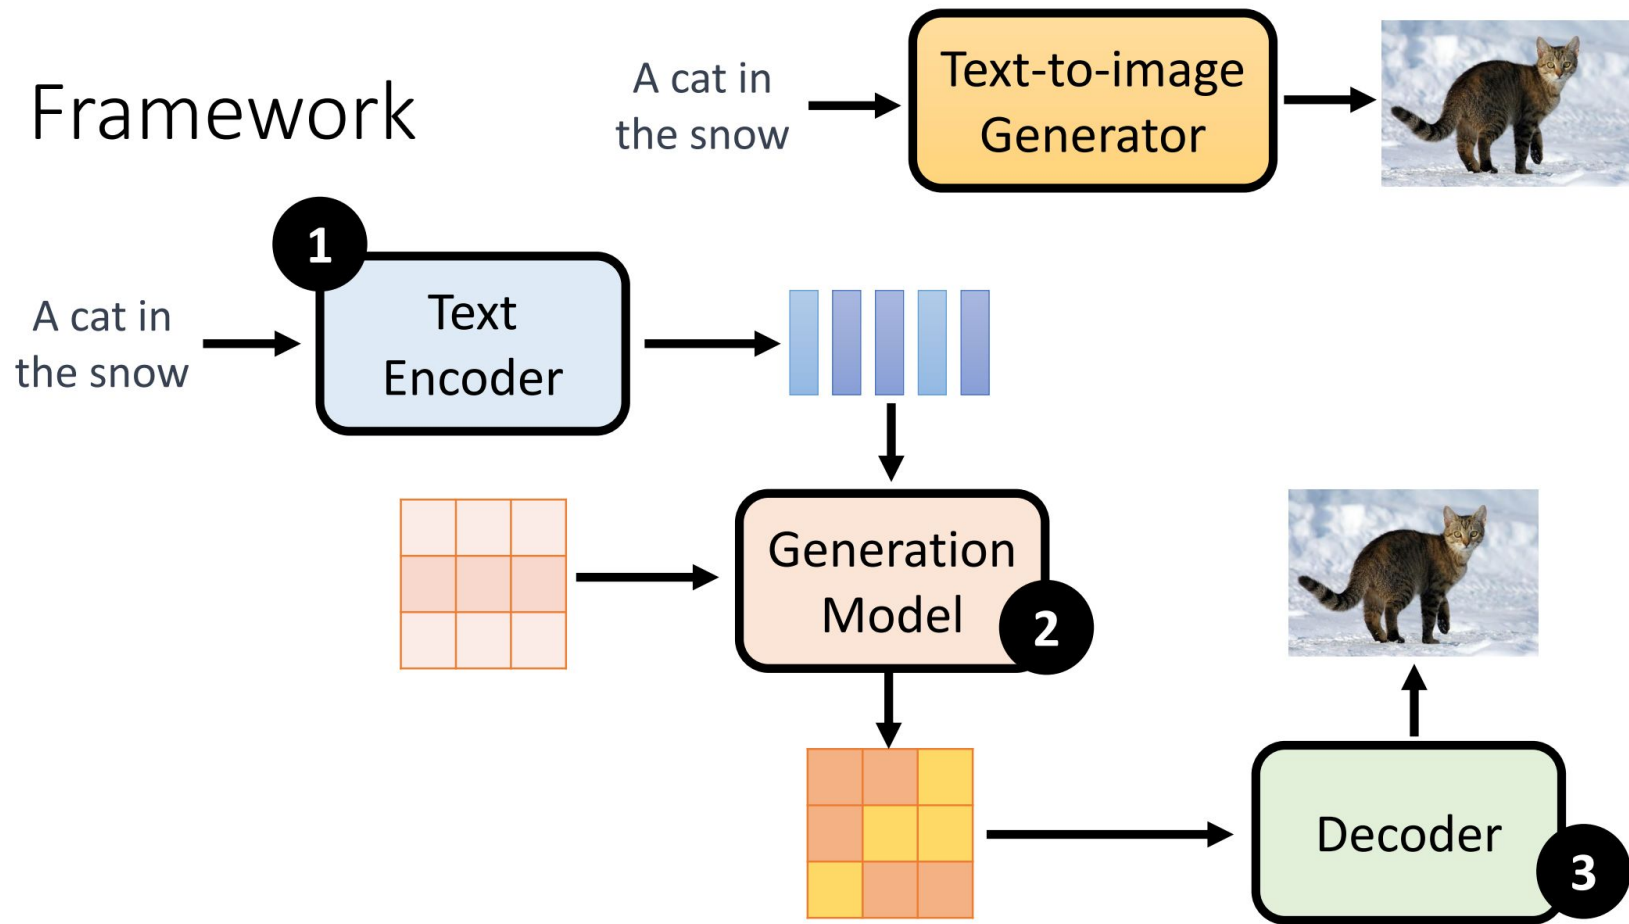 Framework
A cat in
the snow
Text-to-image
Generator
1
A cat in
the snow
Text
Encoder
Generation
Model
2
Decoder
3